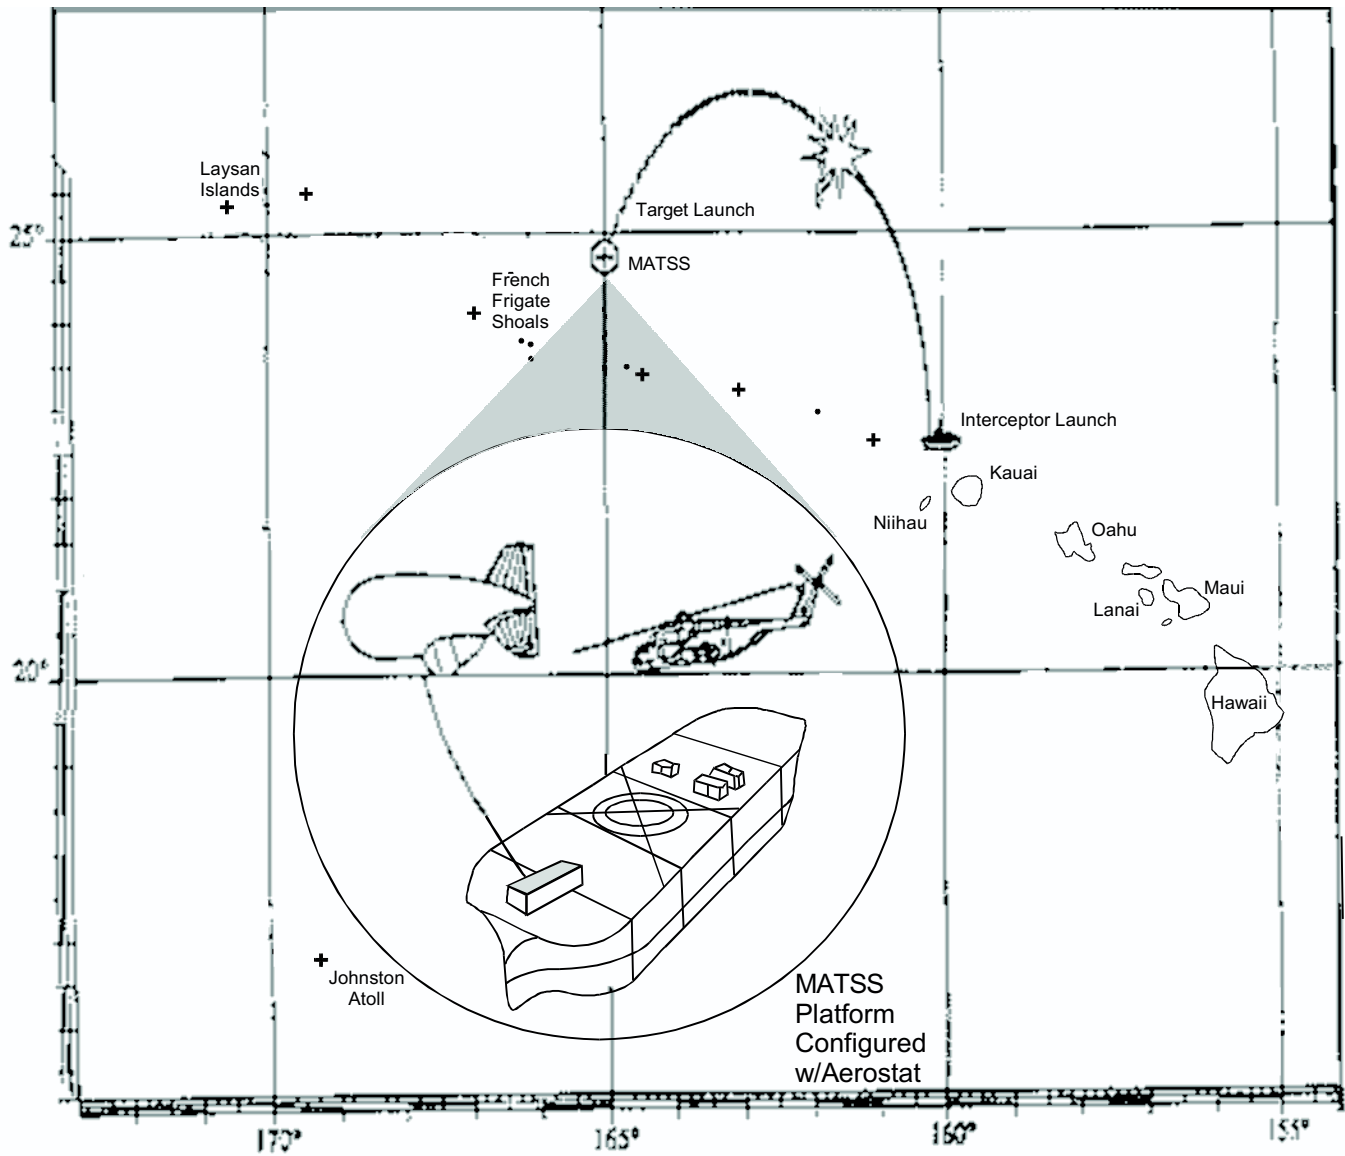 Laysan
Islands
Target Launch
25°
MATSS
French
Frigate
Shoals
Interceptor Launch
Kauai
Niihau
Oahu
Maui
Lanai
20°
Hawaii
Johnston
Atoll
MATSS
Platform
Configured
w/Aerostat
170° 165° 160° 155°